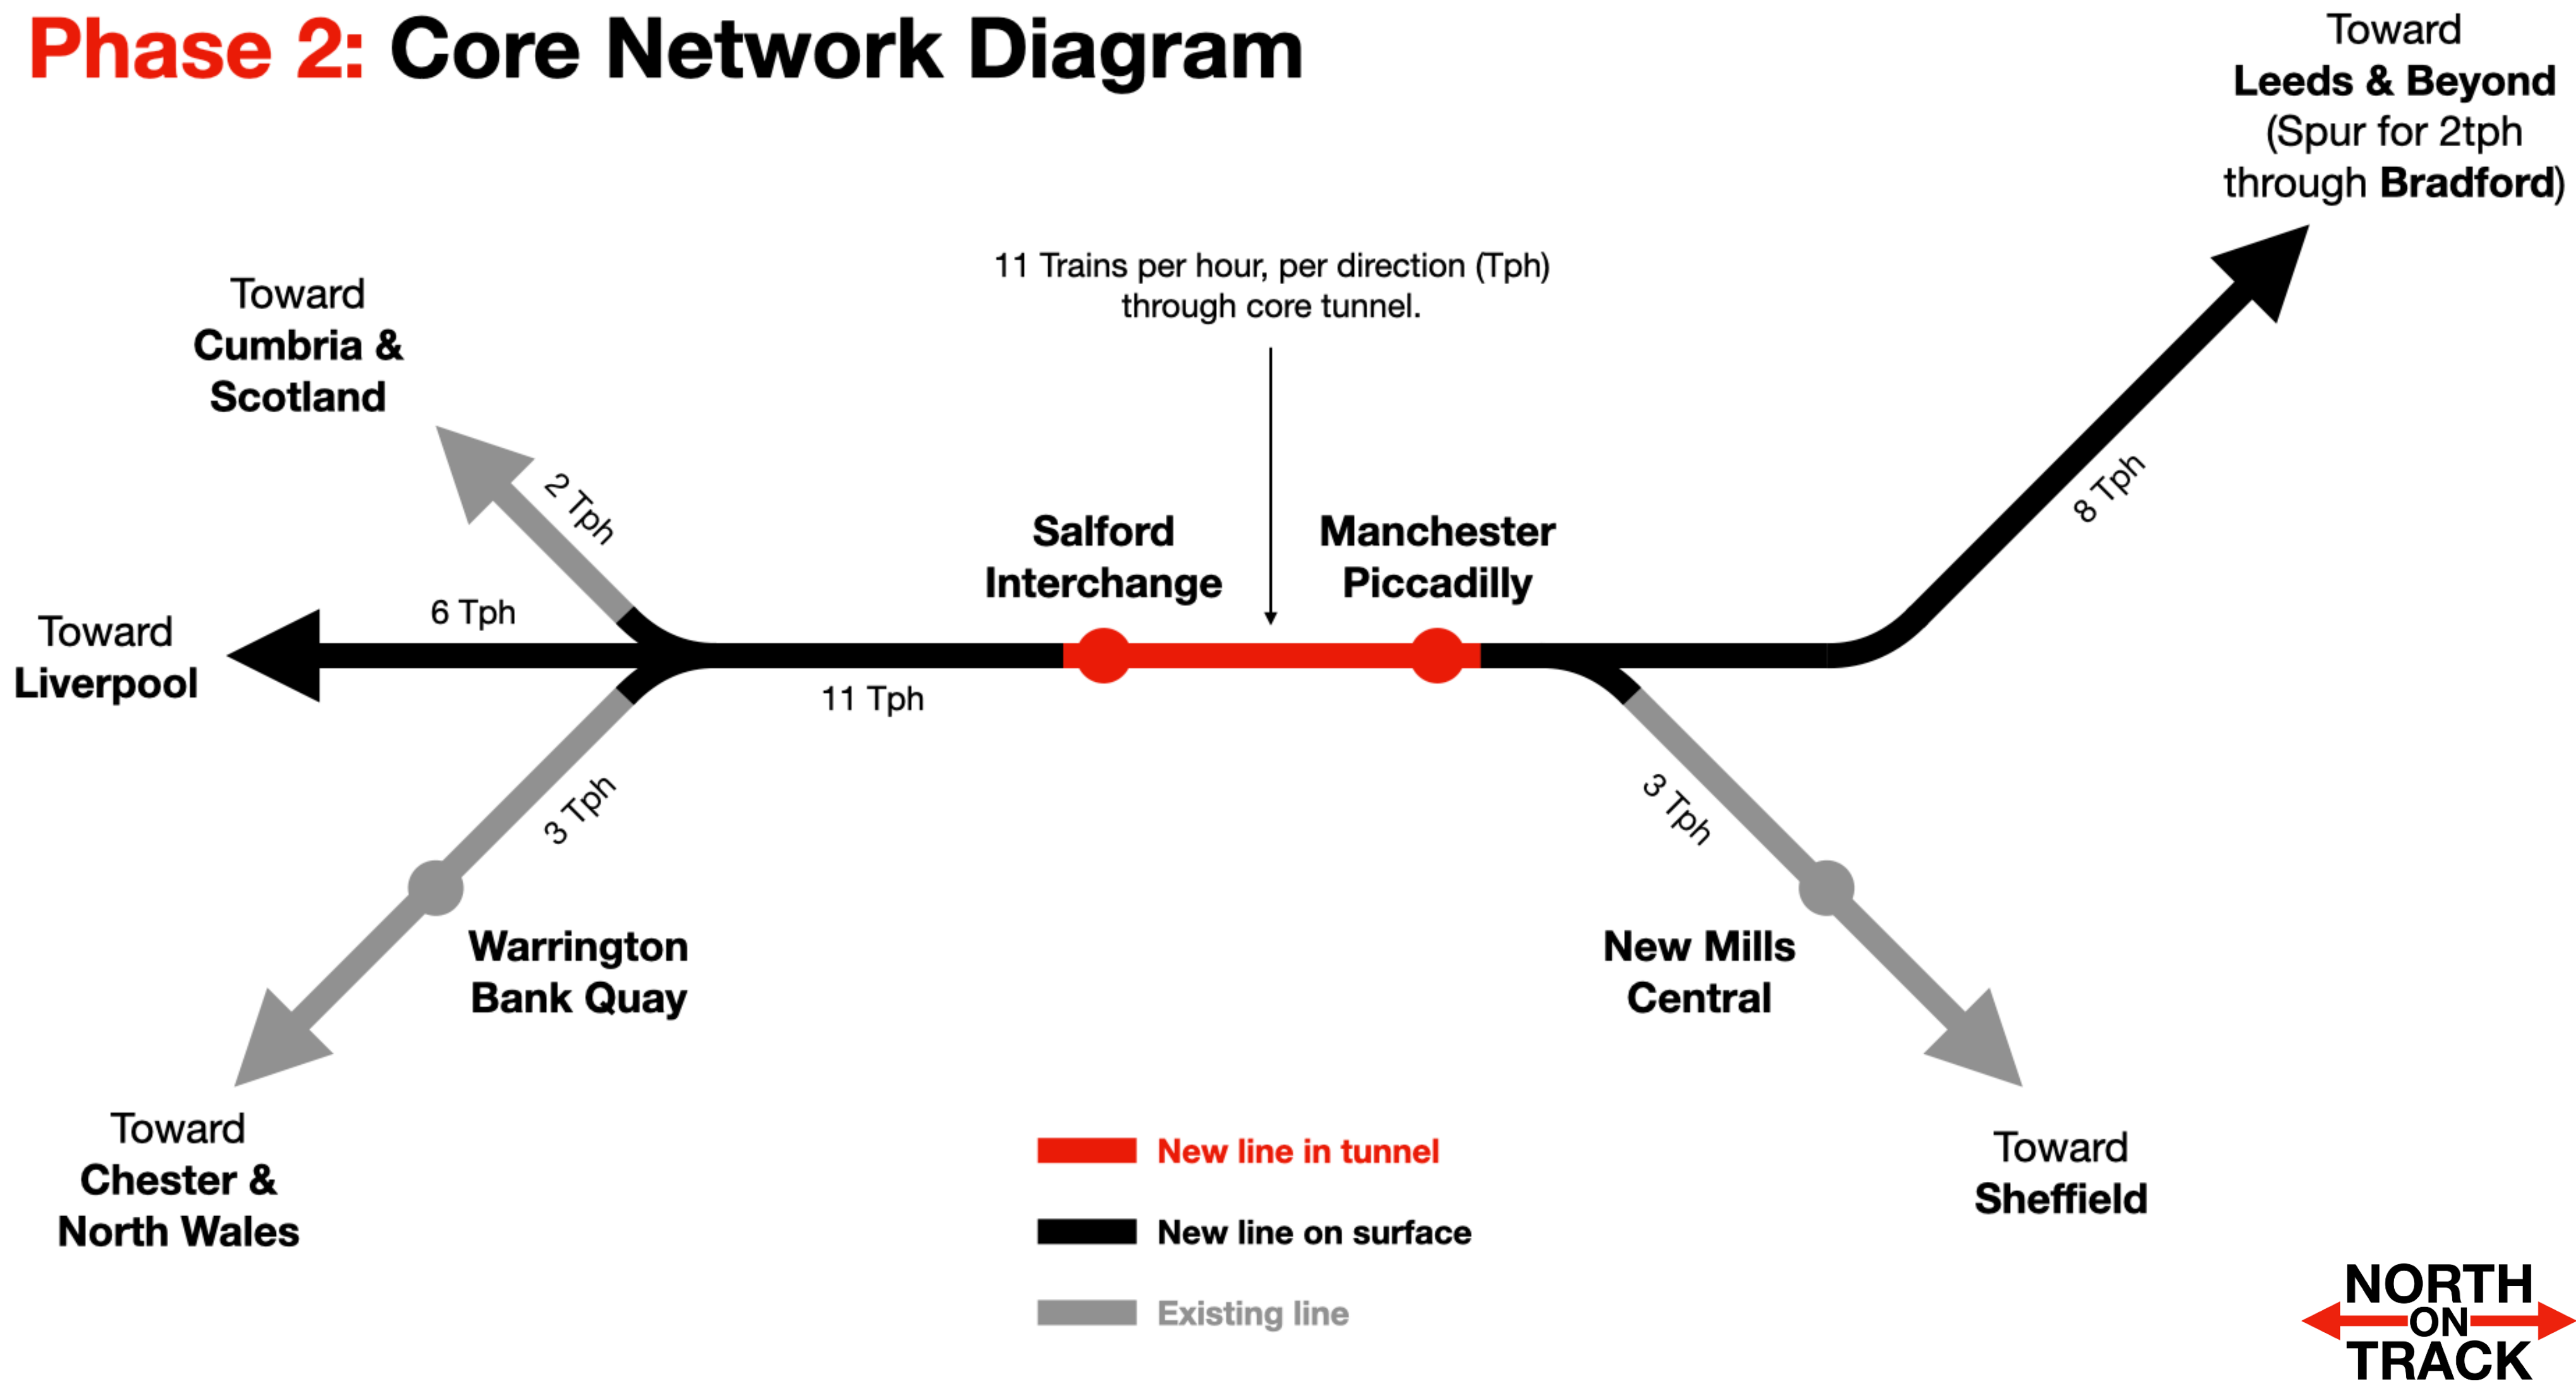 Phase 2: Core Network Diagram
Toward
Leeds & Beyond
(Spur for 2tph
through Bradford)
11 Trains per hour, per direction (Tph)
through core tunnel.
Toward
Cumbria &
Scotland
2 Tph
8 Tph
Salford
Interchange
Manchester
Piccadilly
Toward
Liverpool
6 Tph
11 Tph
3 Tph
3 Tph
Warrington
Bank Quay
New Mills
Central
Toward
Chester &
North Wales
Toward
Sheffield
New line in tunnel
New line on surface
Existing line
NORTH
ON
TRACK